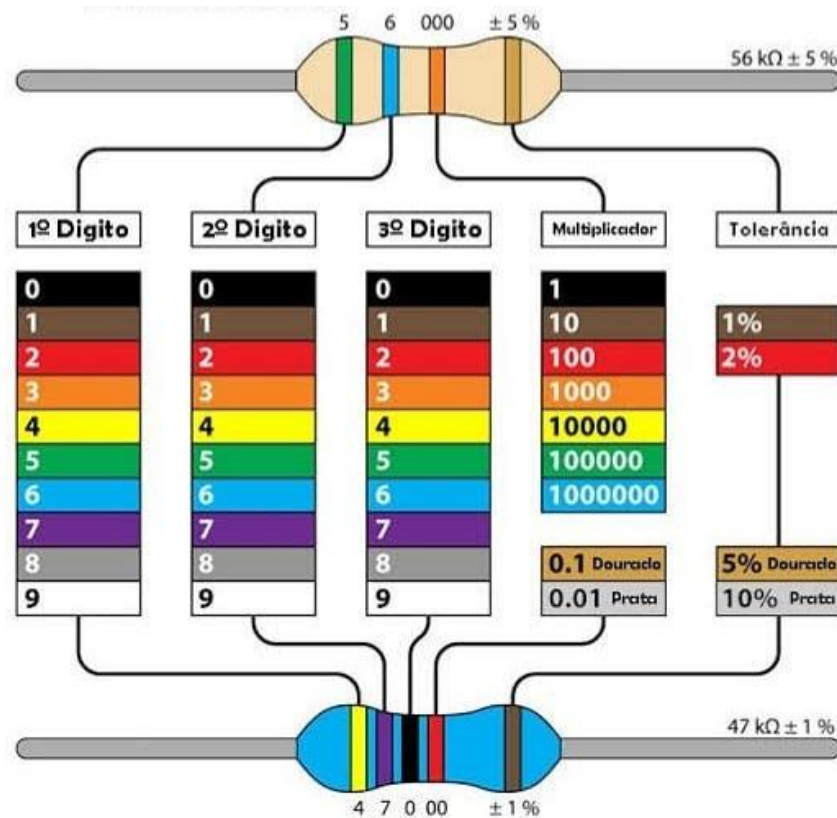 5 6 000 ± 5 %
56 kΩ ± 5 %
1º Digito 2º Digito 3º Digito Multiplicador Tolerância
0 0 0 1
1 1 1 10 1%
2 2 2 100 2%
3 3 3 1000
4 4 4 10000
5 5 5 100000
6 6 6 1000000
7 7 7
8 8 8 0.1 Dourado 5% Dourado
9 9 9 0.01 Prata 10% Prata
47 kΩ ± 1 %
4 7 0 00 ± 1 %